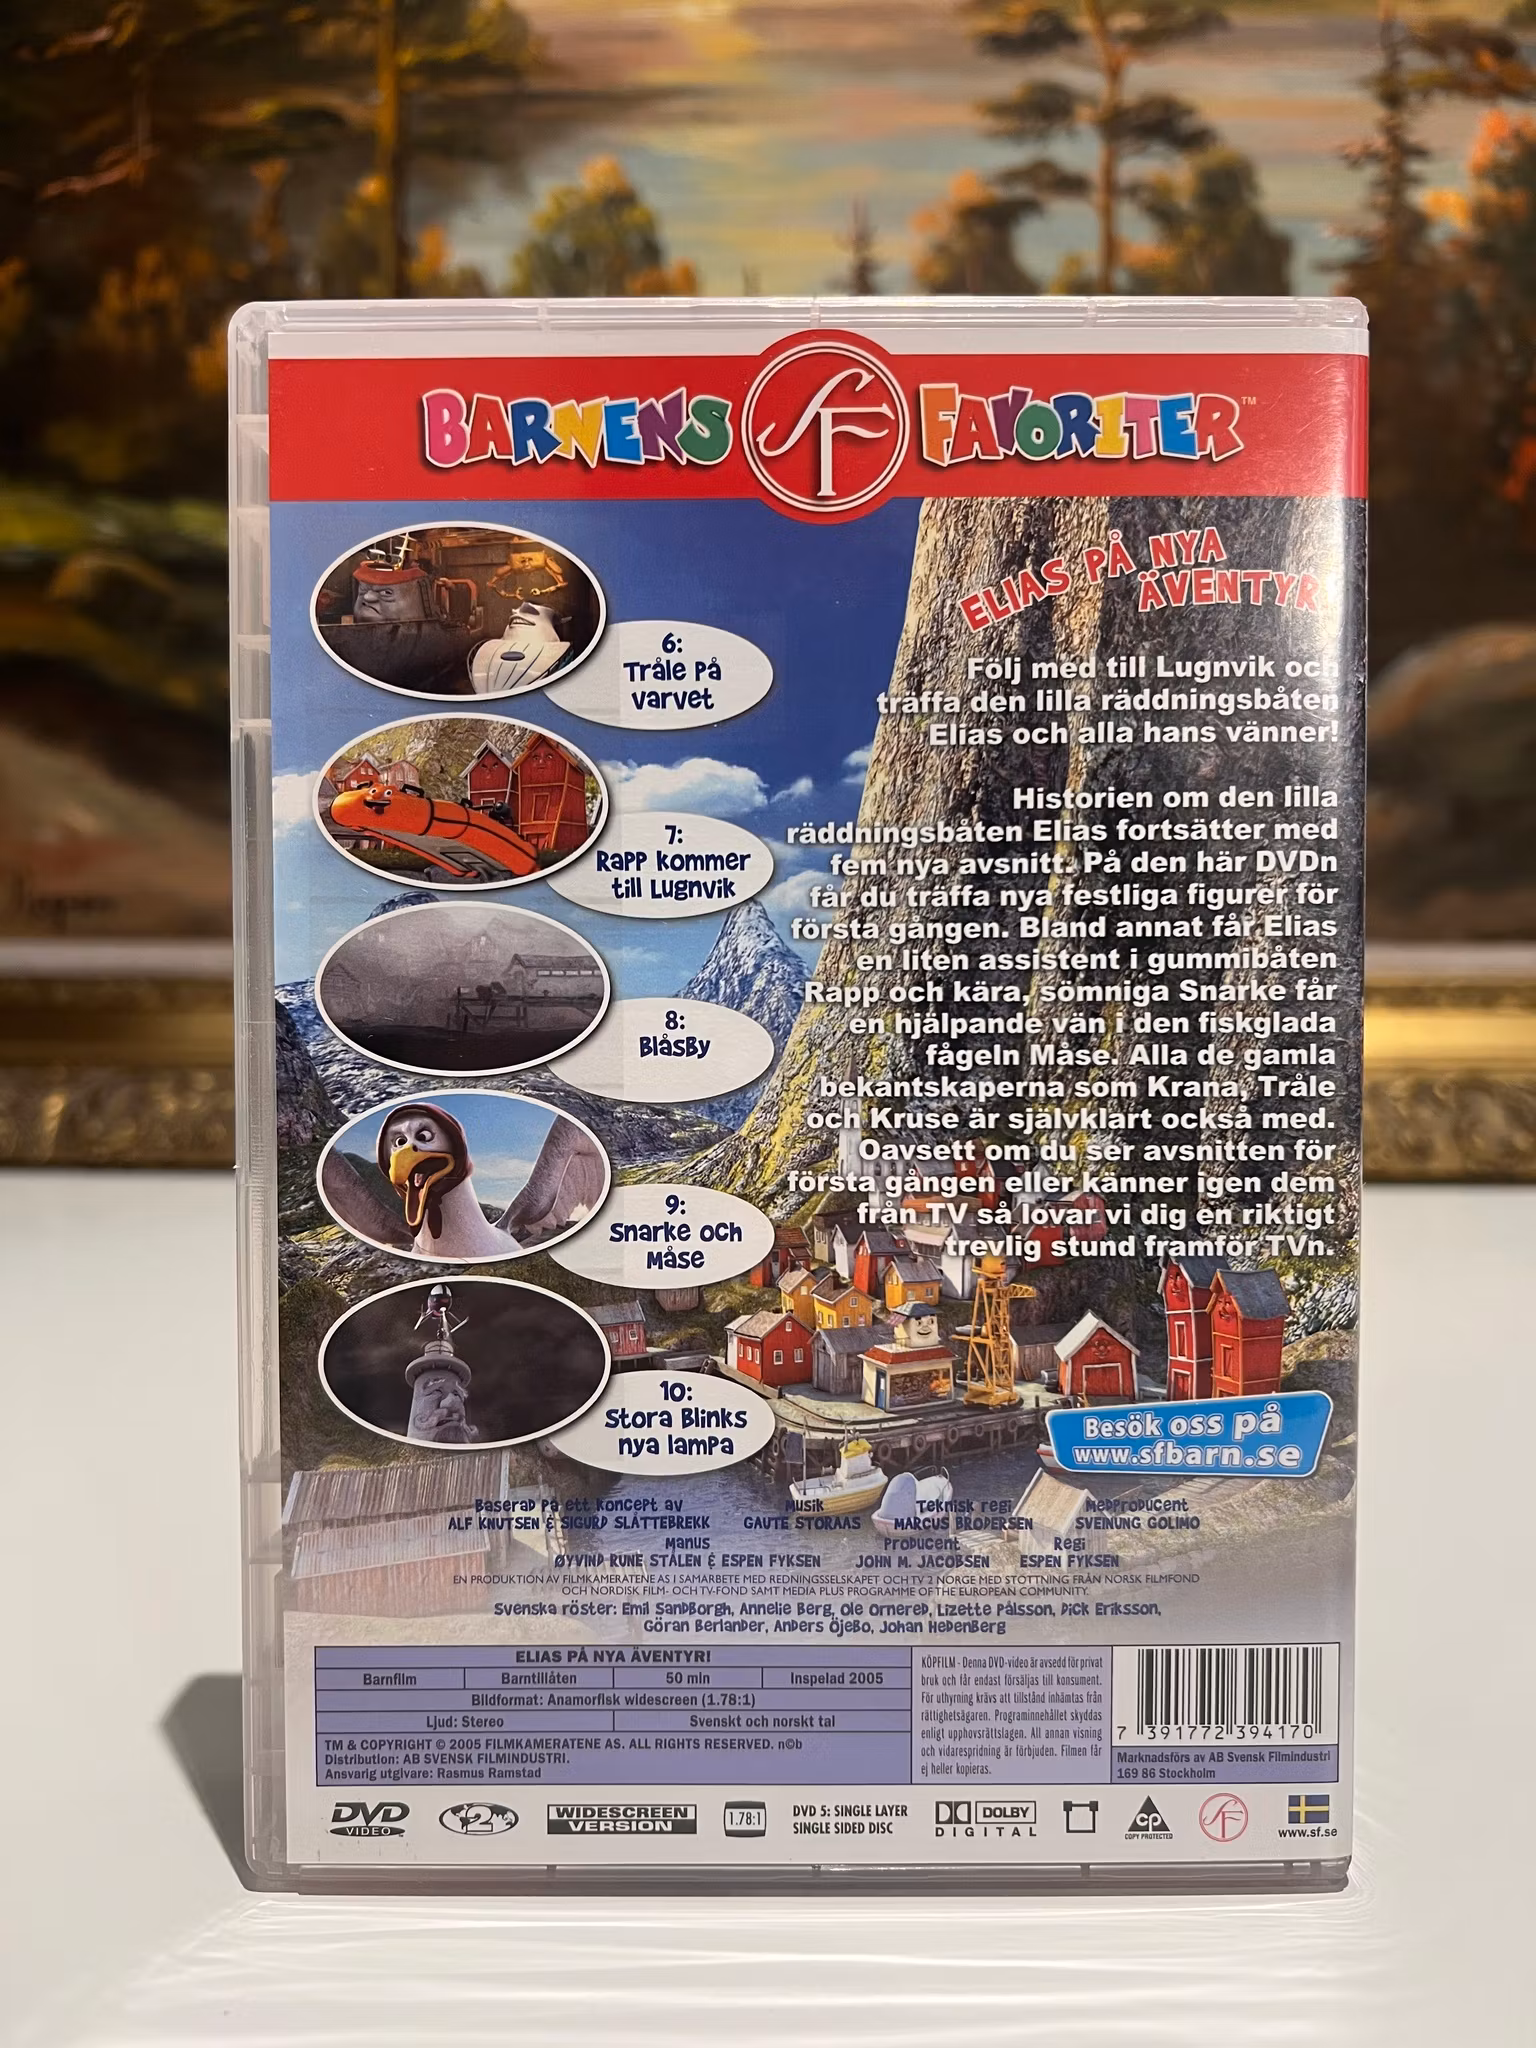 BARNENS SF FAVORITER™
ELIAS PÅ NYA
ÄVENTYR
6:
Tråle på
varvet
7:
Rapp kommer
till Lugnvik
8:
Blåsby
9:
Snarke och
Måse
10:
Stora Blinks
nya lampa
Följ med till Lugnvik och
träffa den lilla räddningsbåten
Elias och alla hans vänner!
Historien om den lilla
räddningsbåten Elias fortsätter med
fem nya avsnitt. På den här DVDn
får du träffa nya festliga figurer för
första gången. Bland annat får Elias
en liten assistent i gummibåten
Rapp och kära, sömniga Snarke får
en hjälpande vän i den fiskglada
fågeln Måse. Alla de gamla
bekantskaperna som Krana, Tråle
och Kruse är självklart också med.
Oavsett om du ser avsnitten för
första gången eller känner igen dem
från TV så lovar vi dig en riktigt
trevlig stund framför TVn.
Besök oss på
www.sfbarn.se
Baserad på ett koncept av Musik Teknisk regi Medproducent
ALF KNUTSEN & SIGURD SLÅTTEBREKK GAUTE STORAAS MARCUS BRODERSEN SVEINUNG GOLIMO
Manus Producent Regi
ØYVIND RUNE STÅLEN & ESPEN FYKSEN JOHN M. JACOBSEN ESPEN FYKSEN
EN PRODUKTION AV FILMKAMERATENE AS I SAMARBETE MED REDNINGSSELSKAPET OCH TV 2 NORGE MED STÖTTNING FRÅN NORSK FILMFOND
OCH NORDISK FILM- OCH TV-FOND SAMT MEDIA PLUS PROGRAMME OF THE EUROPEAN COMMUNITY.
Svenska röster: Emil Sandborgh, Annelie Berg, Ole Ornered, Lizette Pålsson, Dick Eriksson,
Göran Berlander, Anders Öjebo, Johan Hedenberg
ELIAS PÅ NYA ÄVENTYR!
Barnfilm Barntillåten 50 min Inspelad 2005
Bildformat: Anamorfisk widescreen (1.78:1)
Ljud: Stereo Svenskt och norskt tal
TM & COPYRIGHT © 2005 FILMKAMERATENE AS. ALL RIGHTS RESERVED. n©b
Distribution: AB SVENSK FILMINDUSTRI.
Ansvarig utgivare: Rasmus Ramstad
KÖPFILM - Denna DVD-video är avsedd för privat
bruk och får endast försäljas till konsument.
För uthyrning krävs att tillstånd inhämtas från
rättighetsägaren. Programinnehållet skyddas
enligt upphovsrättslagen. All annan visning
och vidarespridning är förbjuden. Filmen får
ej heller kopieras.
7 391772 394170
Marknadsförs av AB Svensk Filmindustri
169 86 Stockholm
DVD VIDEO
2
WIDESCREEN
VERSION
1.78:1
DVD 5: SINGLE LAYER
SINGLE SIDED DISC
DOLBY
DIGITAL
CP
COPY PROTECTED
SF
www.sf.se